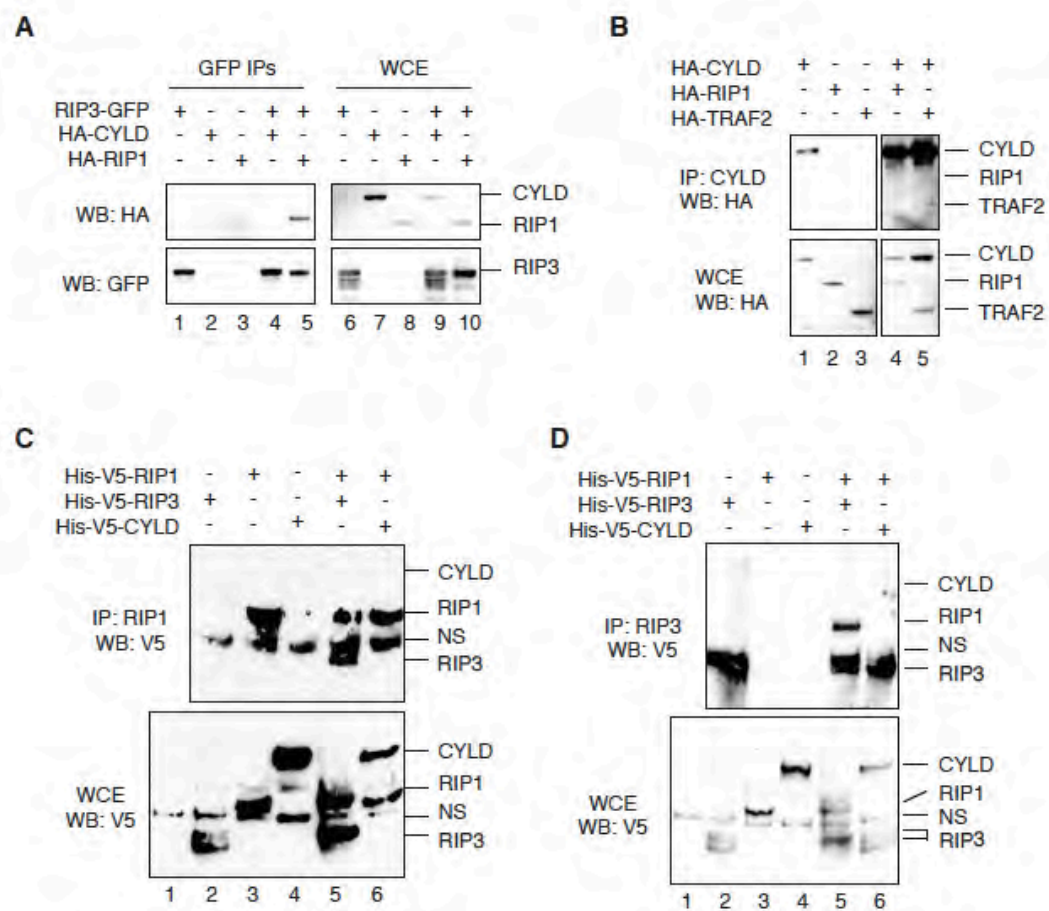 A
GFP IPs WCE
RIP3-GFP + - - + + + - - + +
HA-CYLD - + - + - - + - + -
HA-RIP1 - - + - + - - + - +
WB: HA
CYLD
RIP1
WB: GFP
RIP3
1 2 3 4 5 6 7 8 9 10
B
HA-CYLD + - - + +
HA-RIP1 - + - + -
HA-TRAF2 - - + - +
IP: CYLD
WB: HA
CYLD
RIP1
TRAF2
WCE
WB: HA
CYLD
RIP1
TRAF2
1 2 3 4 5
C
His-V5-RIP1 - + - + +
His-V5-RIP3 + - - + -
His-V5-CYLD - - + - +
IP: RIP1
WB: V5
CYLD
RIP1
NS
RIP3
WCE
WB: V5
CYLD
RIP1
NS
RIP3
1 2 3 4 5 6
D
His-V5-RIP1 - + - + +
His-V5-RIP3 + - - + -
His-V5-CYLD - - + - +
IP: RIP3
WB: V5
CYLD
RIP1
NS
RIP3
WCE
WB: V5
CYLD
RIP1
NS
RIP3
1 2 3 4 5 6